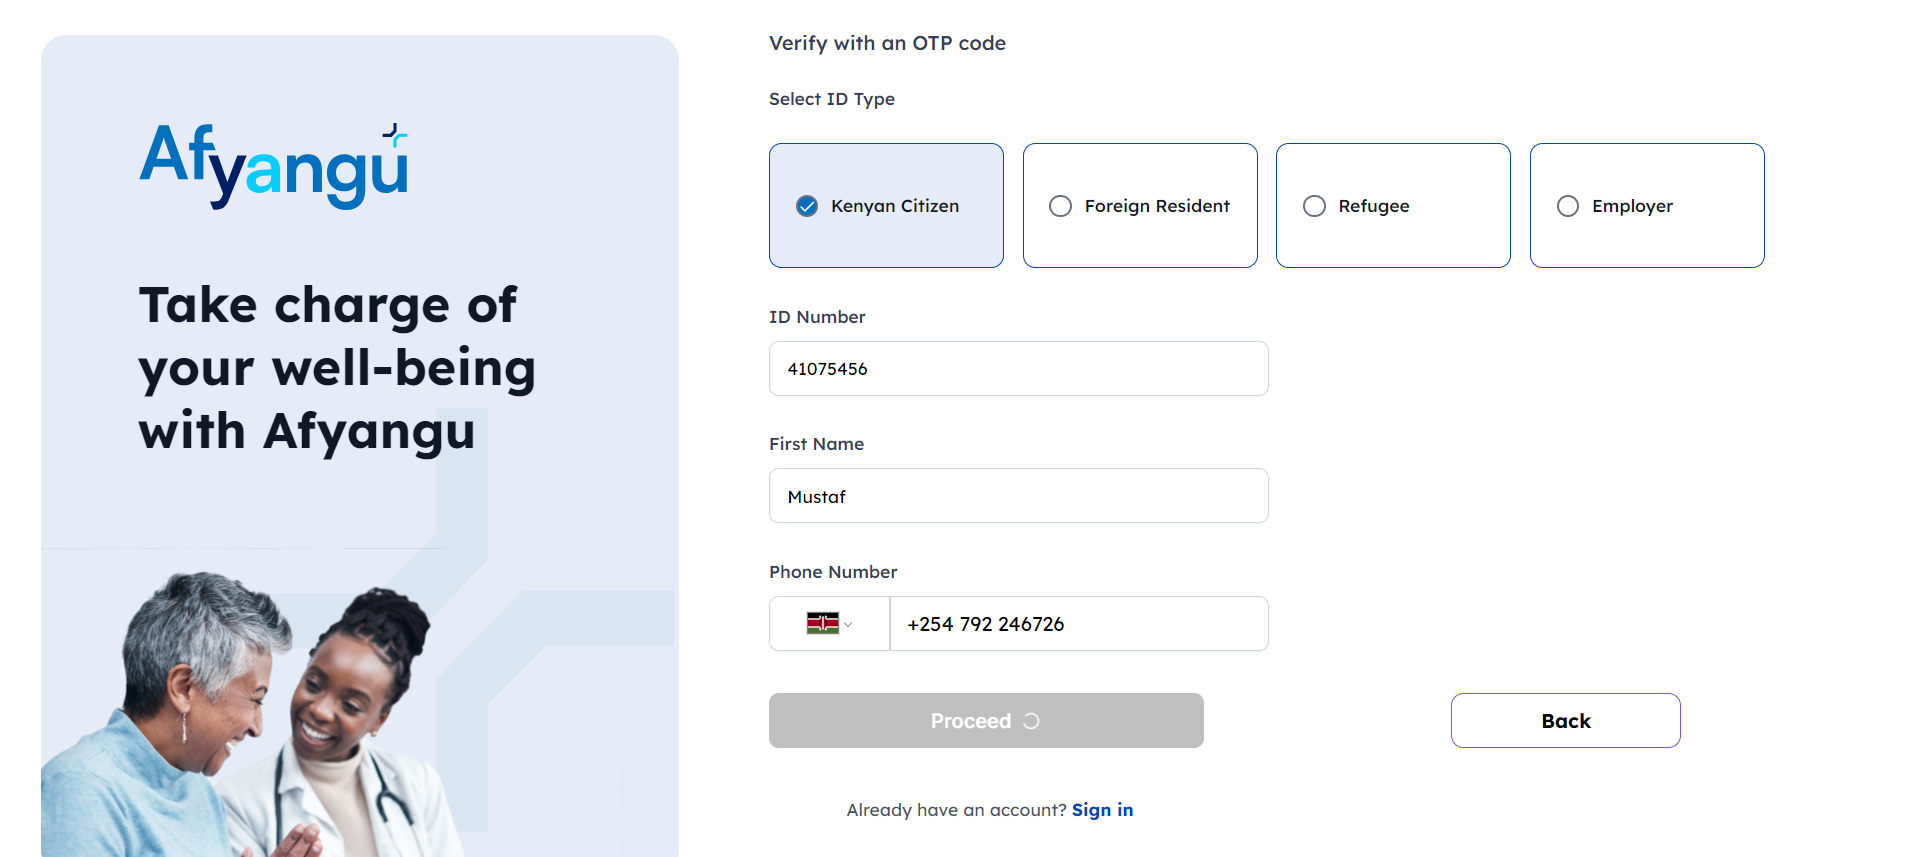 Afyangu
Take charge of
your well-being
with Afyangu
Verify with an OTP code
Select ID Type
Kenyan Citizen
Foreign Resident
Refugee
Employer
ID Number
41075456
First Name
Mustaf
Phone Number
+254 792 246726
Proceed
Back
Already have an account? Sign in